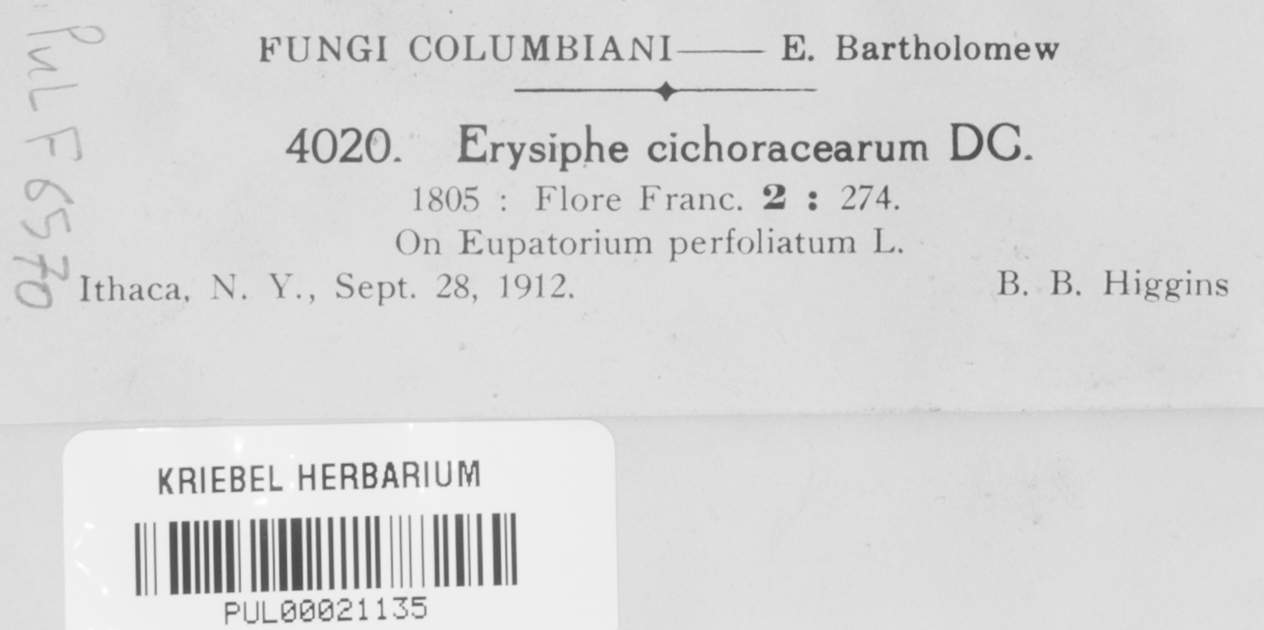 FUNGI COLUMBIANI—— E. Bartholomew
4020. Erysiphe cichoracearum DC.
1805 : Flore Franc. 2 : 274.
On Eupatorium perfoliatum L.
Ithaca, N. Y., Sept. 28, 1912. B. B. Higgins
PUL F 6570
KRIEBEL HERBARIUM
PUL00021135